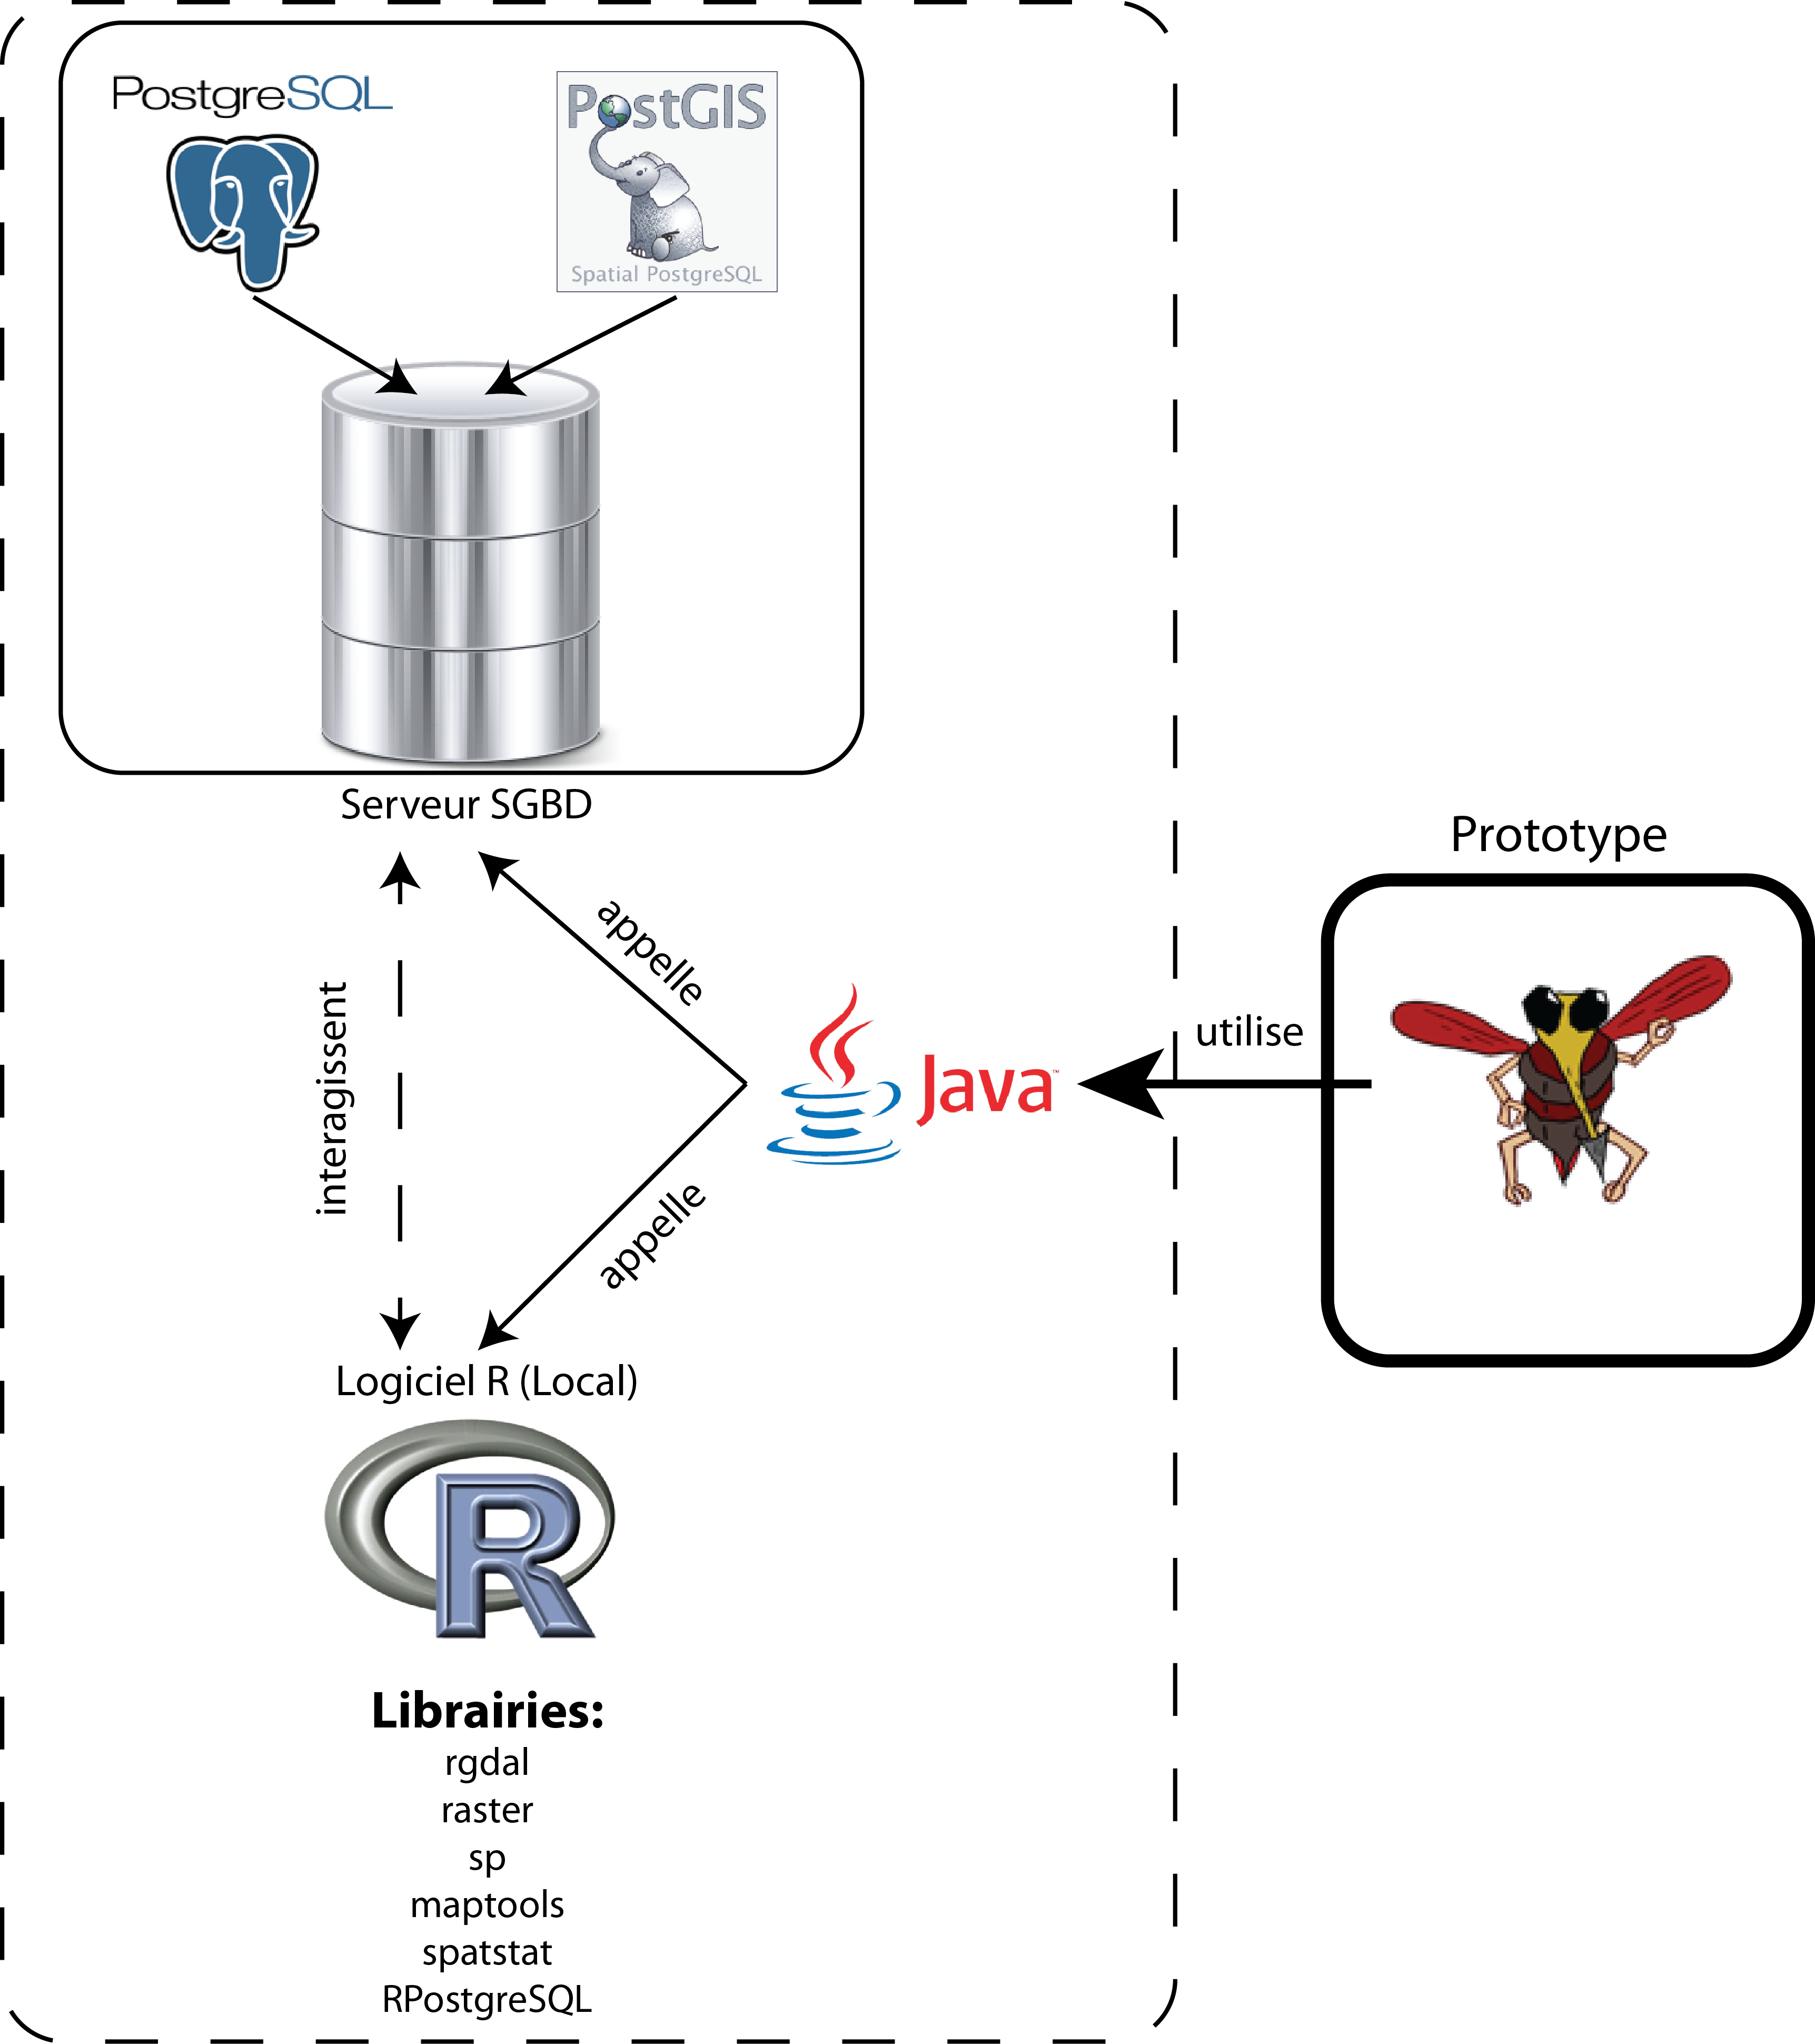 PostgreSQL
PostGIS
Spatial PostgreSQL
Serveur SGBD
Prototype
appelle
interagissent
utilise
Java™
appelle
Logiciel R (Local)
R
Librairies:
rgdal
raster
sp
maptools
spatstat
RPostgreSQL